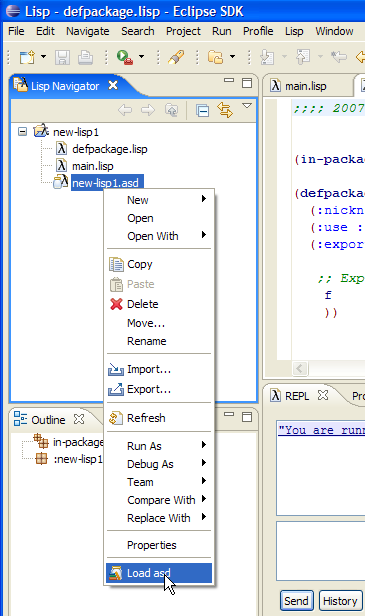 Lisp - defpackage.lisp - Eclipse SDK
File Edit Navigate Search Project Run Profile Lisp Window
Lisp Navigator
new-lisp1
defpackage.lisp
main.lisp
new-lisp1.asd
New
Open
Open With
Copy
Paste
Delete
Move...
Rename
Import...
Export...
Refresh
Run As
Debug As
Team
Compare With
Replace With
Properties
Load asd
Outline
in-package
:new-lisp1
main.lisp
;;;; 2007
(in-packag
(defpackag
(:nickn
(:use :
(:expor
;; Exp
f
))
REPL
"You are runn
Send History